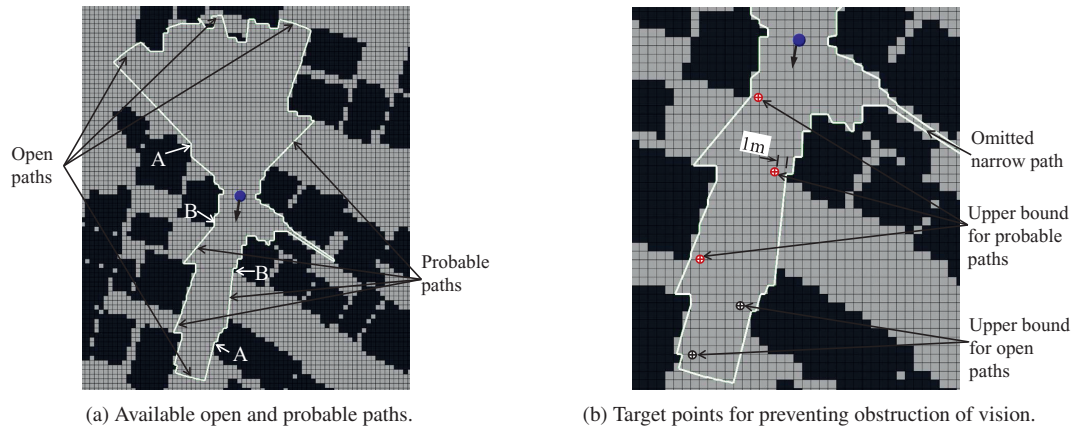 Open
paths
A
B
B
A
Probable
paths
(a) Available open and probable paths.
1m
Omitted
narrow path
Upper bound
for probable
paths
Upper bound
for open
paths
(b) Target points for preventing obstruction of vision.